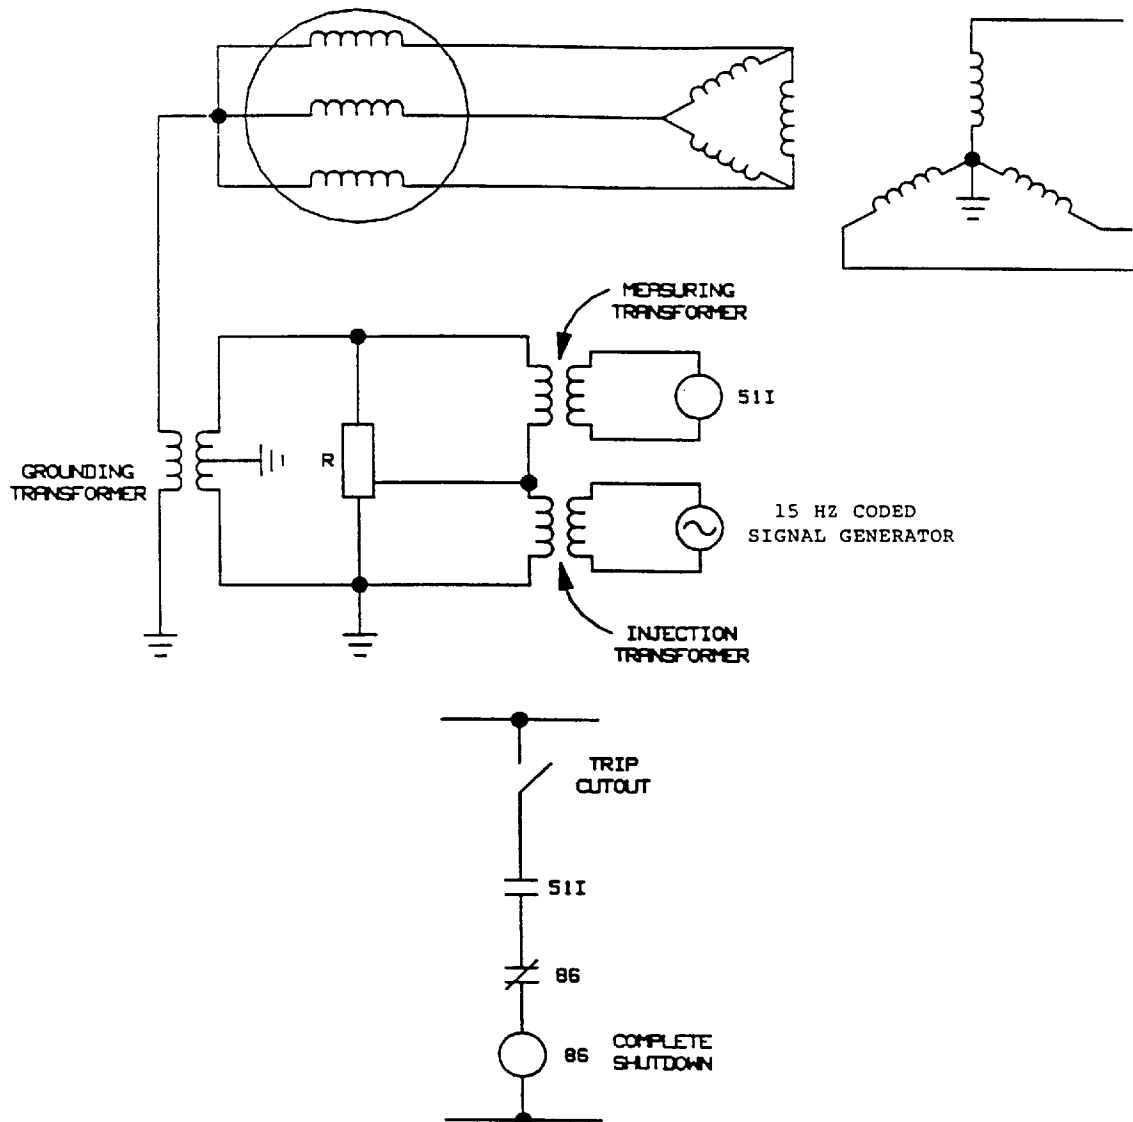 MEASURING
TRANSFORMER
51I
R
GROUNDING
TRANSFORMER
15 HZ CODED
SIGNAL GENERATOR
INJECTION
TRANSFORMER
TRIP
CUTOUT
51I
86
86 COMPLETE
SHUTDOWN